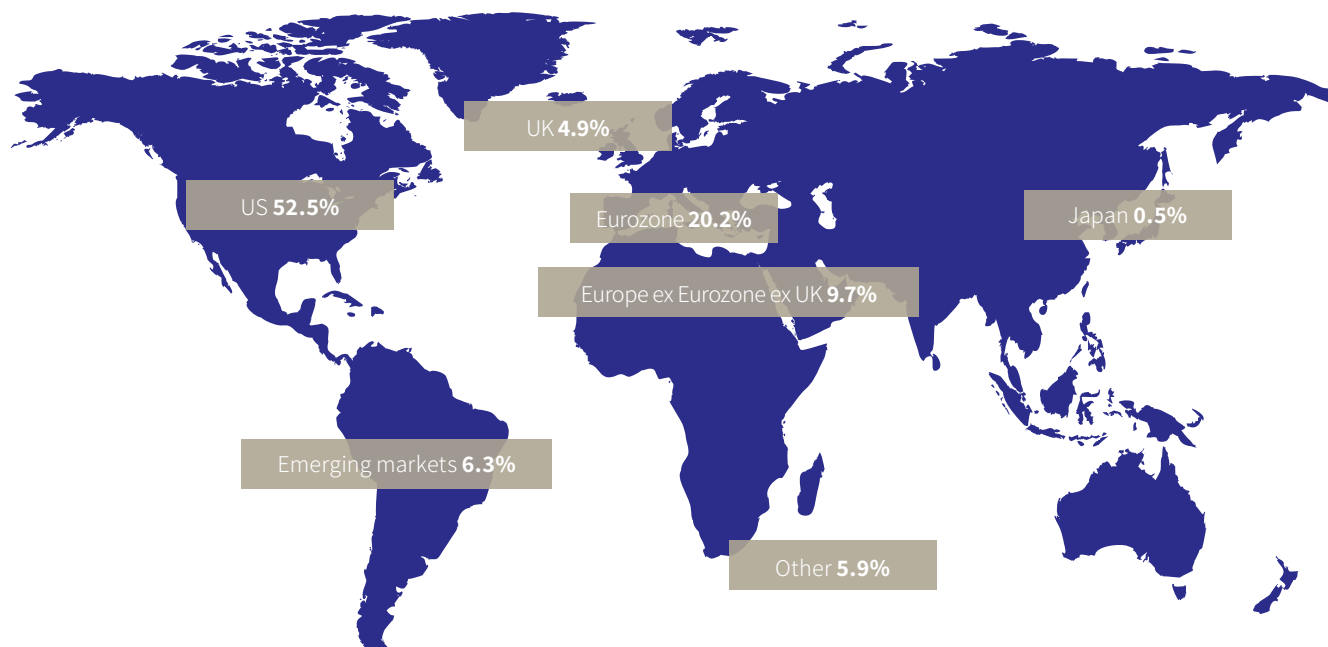 UK 4.9%
US 52.5%
Eurozone 20.2%
Japan 0.5%
Europe ex Eurozone ex UK 9.7%
Emerging markets 6.3%
Other 5.9%